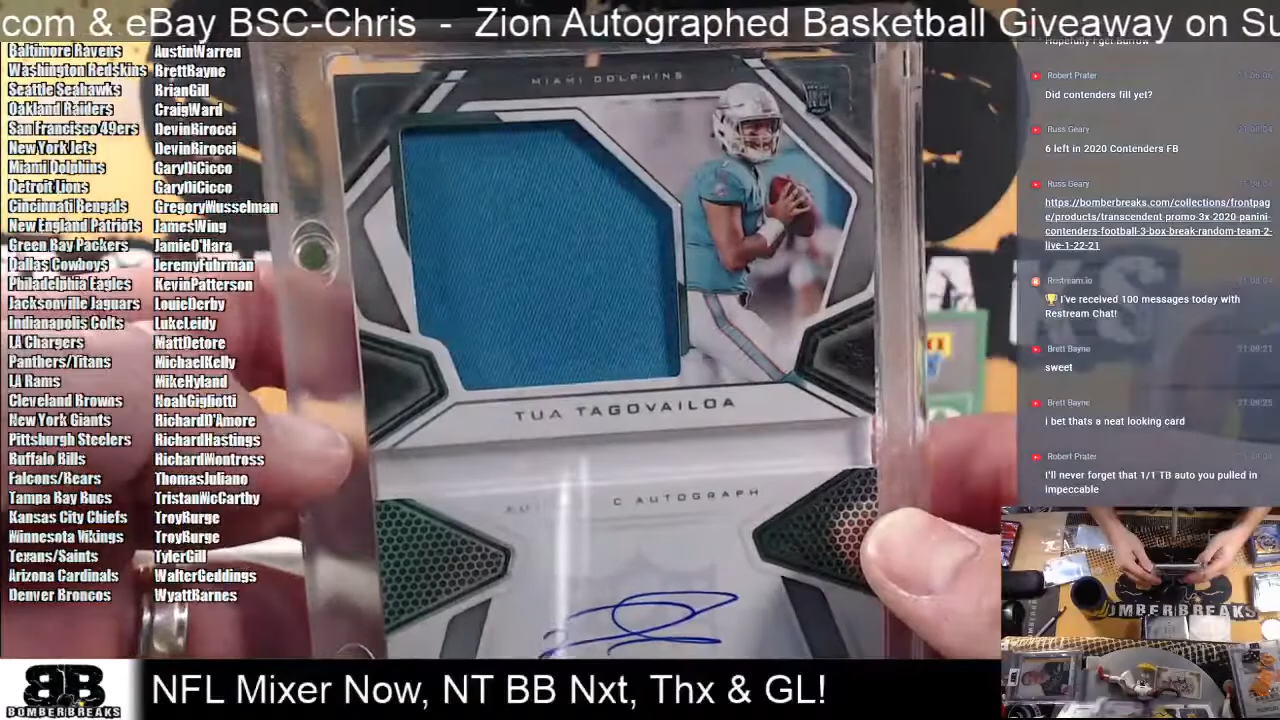 com & eBay BSC-Chris - Zion Autographed Basketball Giveaway on Su
Baltimore Ravens AustinWarren
Washington Redskins BrettBayne
Seattle Seahawks BrianGill
Oakland Raiders CraigWard
San Francisco 49ers DevinBirocci
New York Jets DevinBirocci
Miami Dolphins GaryDiCicco
Detroit Lions GaryDiCicco
Cincinnati Bengals GregoryMusselman
New England Patriots JamesWing
Green Bay Packers JamieO'Hara
Dallas Cowboys JeremyFuhrman
Philadelphia Eagles KevinPatterson
Jacksonville Jaguars LouieDerby
Indianapolis Colts LukeLeidy
LA Chargers MattDetore
Panthers/Titans MichaelKelly
LA Rams MikeHyland
Cleveland Browns NoahGigliotti
New York Giants RichardD'Amore
Pittsburgh Steelers RichardHastings
Buffalo Bills RichardMontross
Falcons/Bears ThomasJuliano
Tampa Bay Bucs TristanMcCarthy
Kansas City Chiefs TroyBurge
Minnesota Vikings TroyBurge
Texans/Saints TylerGill
Arizona Cardinals WalterGeddings
Denver Broncos WyattBarnes
MIAMI DOLPHINS
RC
TUA TAGOVAILOA
C AUTOGRAPH
Hopefully I get Burrow
Robert Prater
Did contenders fill yet?
Russ Geary
6 left in 2020 Contenders FB
Russ Geary
https://bomberbreaks.com/collections/frontpag
e/products/transcendent-promo-3x-2020-panini-
contenders-football-3-box-break-random-team-2-
live-1-22-21
Restream.io
🏆 I've received 100 messages today with
Restream Chat!
Brett Bayne
sweet
Brett Bayne
i bet thats a neat looking card
Robert Prater
I'll never forget that 1/1 TB auto you pulled in
impeccable
BOMBERBREAKS
BB
BOMBERBREAKS
NFL Mixer Now, NT BB Nxt, Thx & GL!